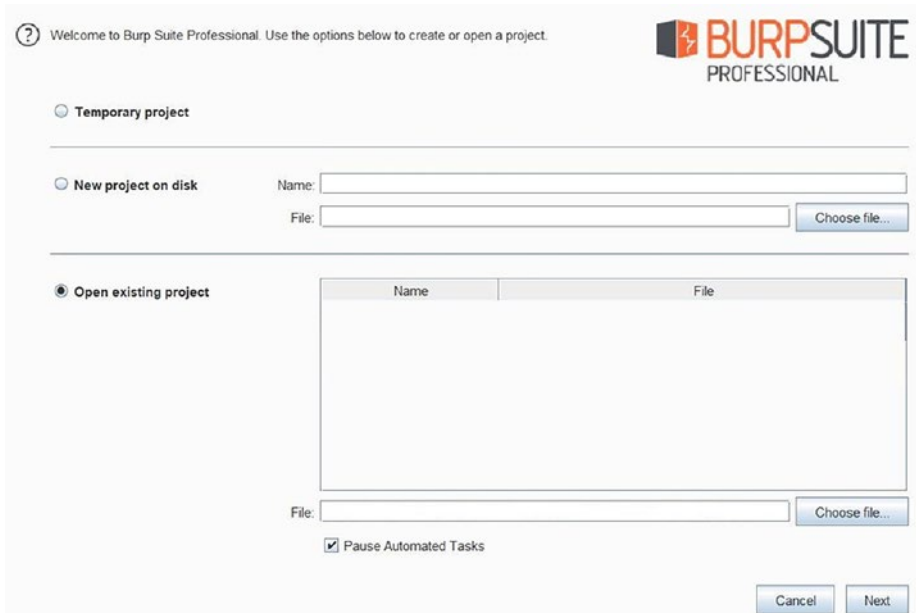 Welcome to Burp Suite Professional. Use the options below to create or open a project.
BURPSUITE
PROFESSIONAL
Temporary project
New project on disk
Name:
File:
Choose file...
Open existing project
Name
File
File:
Choose file...
Pause Automated Tasks
Cancel
Next